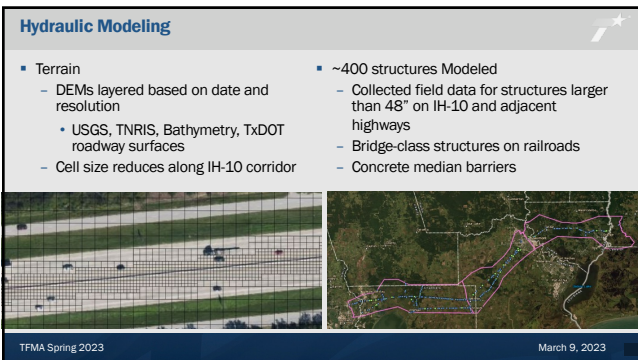 Hydraulic Modeling
▪ Terrain
– DEMs layered based on date and
resolution
• USGS, TNRIS, Bathymetry, TxDOT
roadway surfaces
– Cell size reduces along IH-10 corridor
▪ ~400 structures Modeled
– Collected field data for structures larger
than 48” on IH-10 and adjacent
highways
– Bridge-class structures on railroads
– Concrete median barriers
TFMA Spring 2023
March 9, 2023